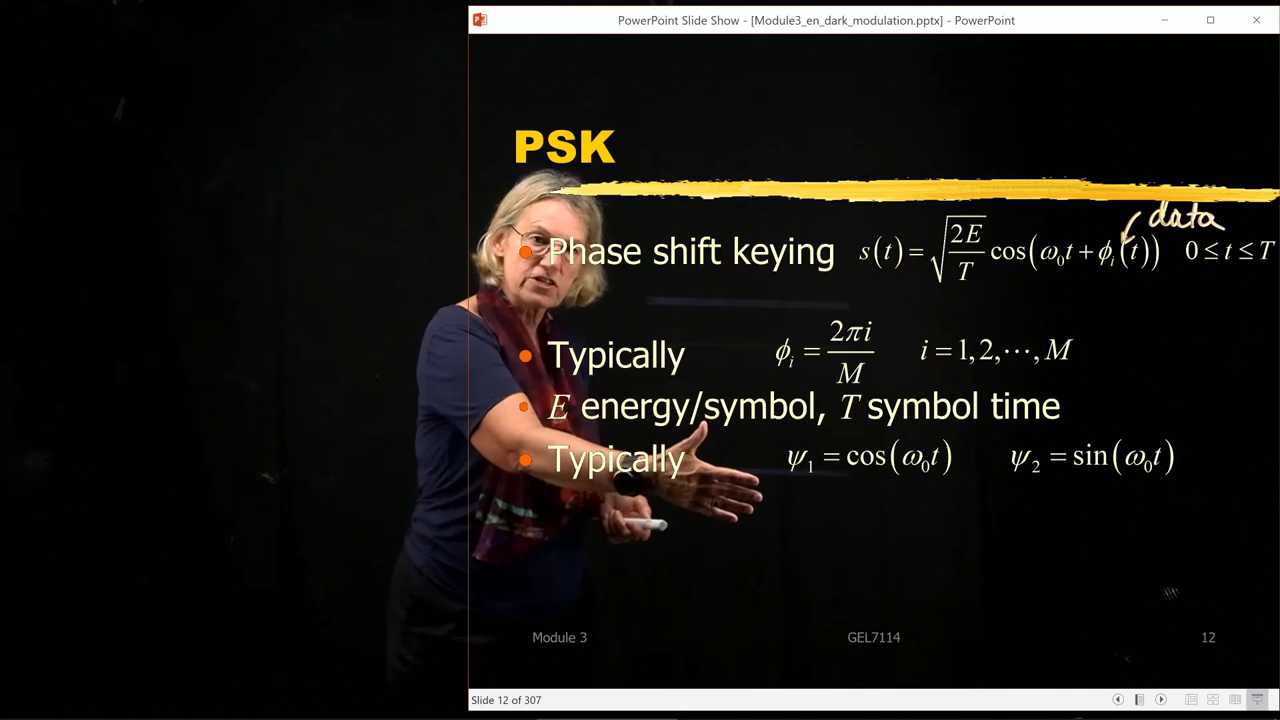 PowerPoint Slide Show - [Module3_en_dark_modulation.pptx] - PowerPoint
PSK
data
Phase shift keying s(t) = √(2E/T) cos(ω₀t + ϕᵢ(t)) 0 ≤ t ≤ T
Typically ϕᵢ = 2πi/M i = 1, 2, ⋯, M
E energy/symbol, T symbol time
Typically ψ₁ = cos(ω₀t) ψ₂ = sin(ω₀t)
Module 3 GEL7114 12
Slide 12 of 307